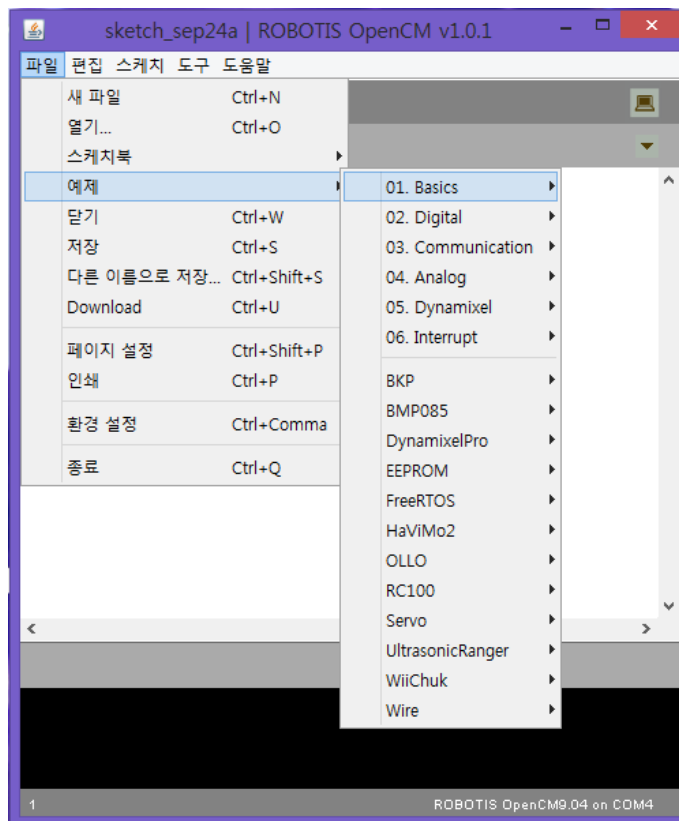 sketch_sep24a | ROBOTIS OpenCM v1.0.1
파일 편집 스케치 도구 도움말
새 파일 Ctrl+N
열기... Ctrl+O
스케치북
예제
닫기 Ctrl+W
저장 Ctrl+S
다른 이름으로 저장... Ctrl+Shift+S
Download Ctrl+U
페이지 설정 Ctrl+Shift+P
인쇄 Ctrl+P
환경 설정 Ctrl+Comma
종료 Ctrl+Q
01. Basics
02. Digital
03. Communication
04. Analog
05. Dynamixel
06. Interrupt
BKP
BMP085
DynamixelPro
EEPROM
FreeRTOS
HaViMo2
OLLO
RC100
Servo
UltrasonicRanger
WiiChuk
Wire
1 ROBOTIS OpenCM9.04 on COM4